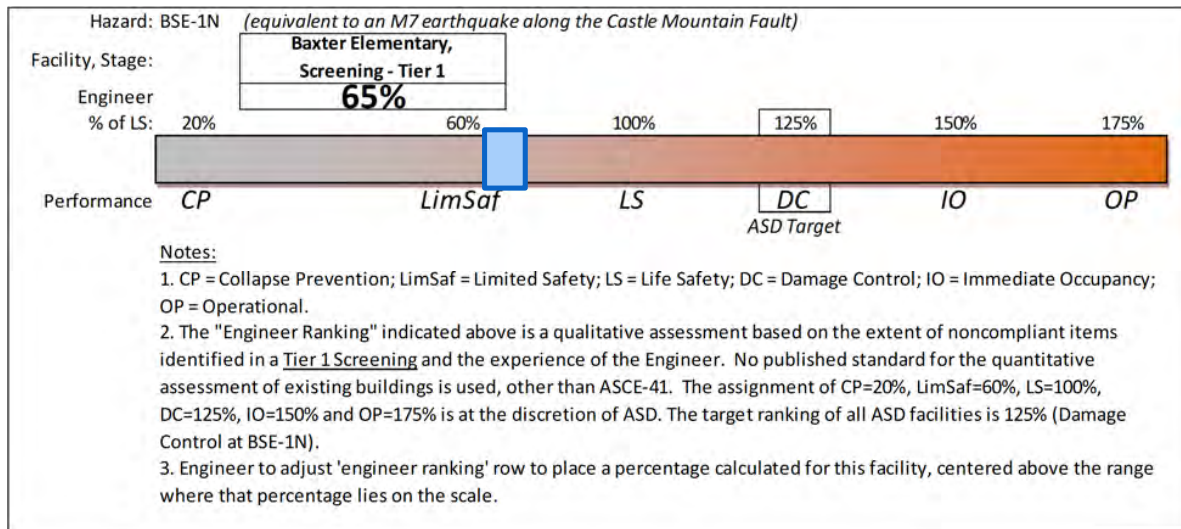 Hazard: BSE-1N (equivalent to an M7 earthquake along the Castle Mountain Fault)
Facility, Stage: Baxter Elementary,
Screening - Tier 1
Engineer 65%
% of LS: 20% 60% 100% 125% 150% 175%
Performance CP LimSaf LS DC IO OP
ASD Target
Notes:
1. CP = Collapse Prevention; LimSaf = Limited Safety; LS = Life Safety; DC = Damage Control; IO = Immediate Occupancy;
OP = Operational.
2. The "Engineer Ranking" indicated above is a qualitative assessment based on the extent of noncompliant items
identified in a Tier 1 Screening and the experience of the Engineer. No published standard for the quantitative
assessment of existing buildings is used, other than ASCE-41. The assignment of CP=20%, LimSaf=60%, LS=100%,
DC=125%, IO=150% and OP=175% is at the discretion of ASD. The target ranking of all ASD facilities is 125% (Damage
Control at BSE-1N).
3. Engineer to adjust 'engineer ranking' row to place a percentage calculated for this facility, centered above the range
where that percentage lies on the scale.